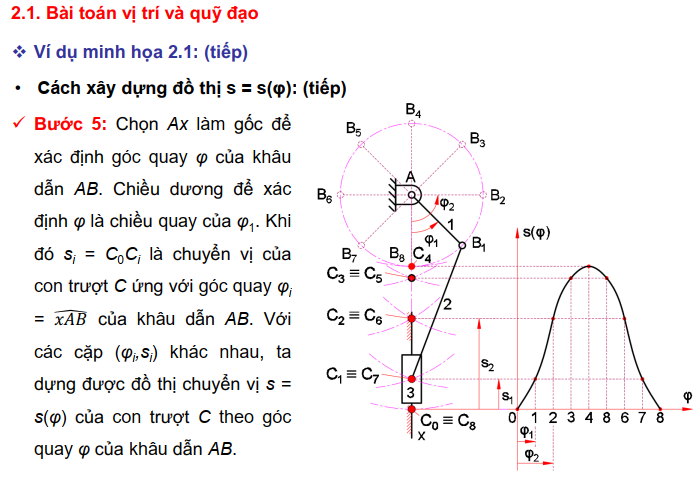 2.1. Bài toán vị trí và quỹ đạo
❖ Ví dụ minh họa 2.1: (tiếp)
• Cách xây dựng đồ thị s = s(φ): (tiếp)
✓ Bước 5: Chọn Ax làm gốc để
xác định góc quay φ của khâu
dẫn AB. Chiều dương để xác
định φ là chiều quay của φ₁. Khi
đó sᵢ = C₀Cᵢ là chuyển vị của
con trượt C ứng với góc quay φᵢ
= xAB của khâu dẫn AB. Với
các cặp (φᵢ,sᵢ) khác nhau, ta
dựng được đồ thị chuyển vị s =
s(φ) của con trượt C theo góc
quay φ của khâu dẫn AB.
B₄
B₅
B₃
A
B₆
φ₂
B₂
1
φ₁
B₁
B₇
B₈ C₄
C₃ ≡ C₅
2
C₂ ≡ C₆
C₁ ≡ C₇
3
C₀ ≡ C₈
x
s(φ)
s₂
s₁
φ
0 1 2 3 4 8 6 7 8
φ₁
φ₂